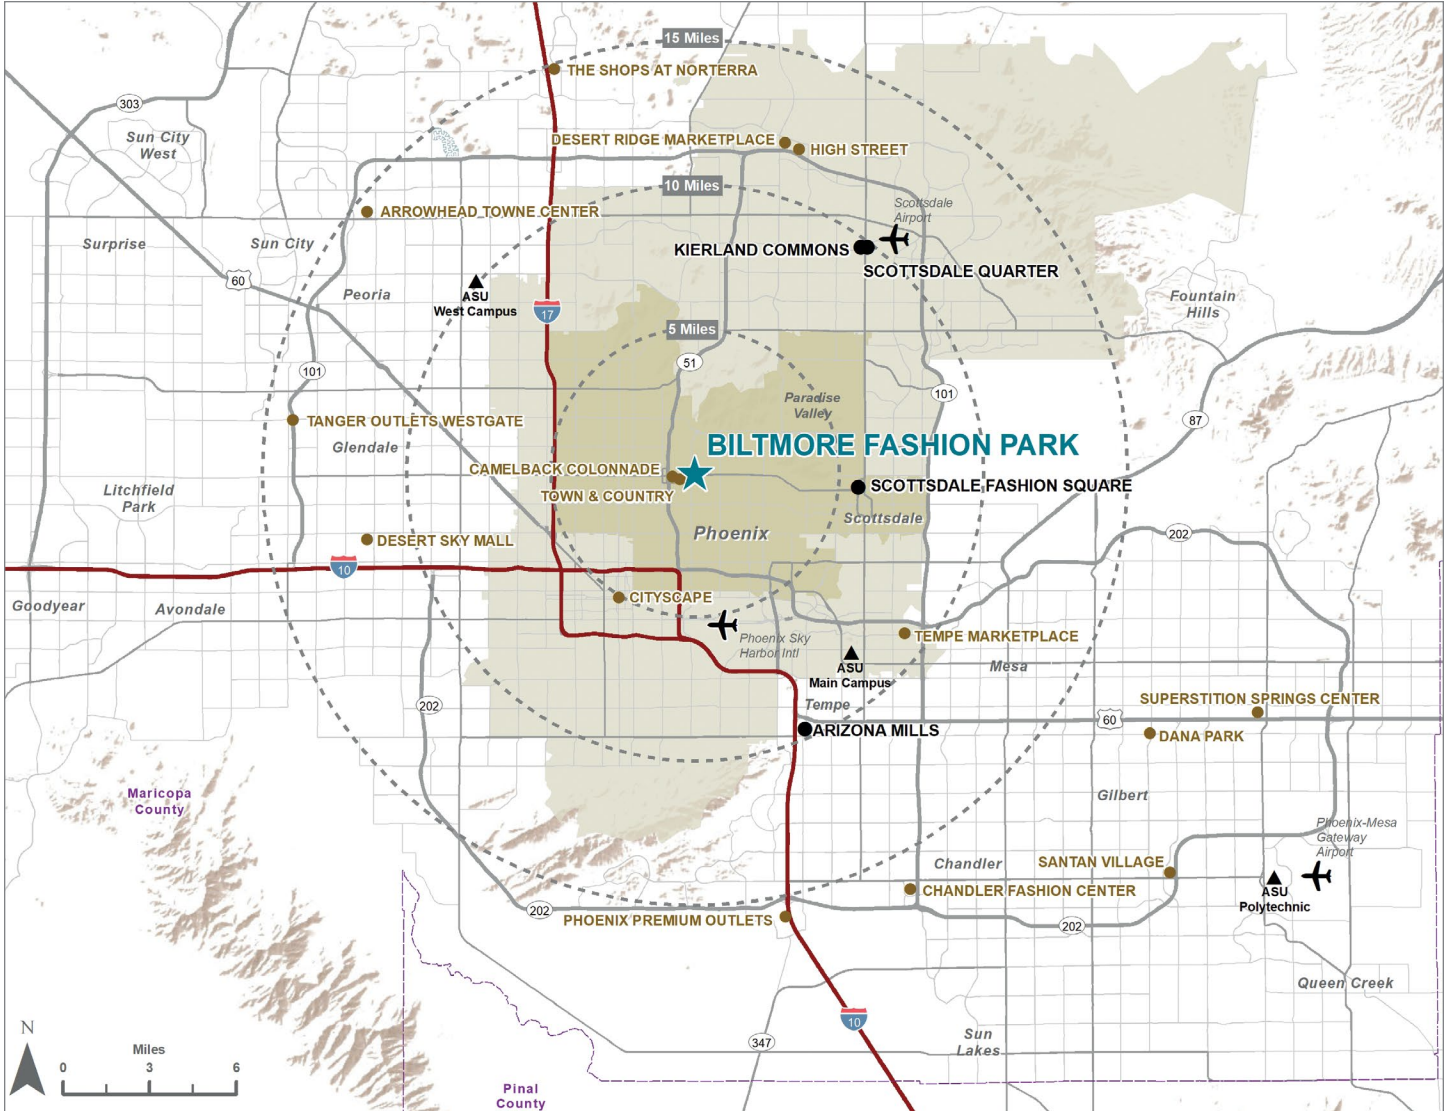 15 Miles
THE SHOPS AT NORTERRA
303
Sun City
West
DESERT RIDGE MARKETPLACE
HIGH STREET
10 Miles
ARROWHEAD TOWNE CENTER
Scottsdale
Airport
Surprise
Sun City
KIERLAND COMMONS
SCOTTSDALE QUARTER
60
Peoria
ASU
West Campus
17
Fountain
Hills
5 Miles
51
101
101
Paradise
Valley
87
TANGER OUTLETS WESTGATE
Glendale
BILTMORE FASHION PARK
CAMELBACK COLONNADE
TOWN & COUNTRY
SCOTTSDALE FASHION SQUARE
Litchfield
Park
Scottsdale
Phoenix
DESERT SKY MALL
202
10
Goodyear
Avondale
CITYSCAPE
Phoenix Sky
Harbor Intl
TEMPE MARKETPLACE
ASU
Main Campus
Mesa
202
Tempe
SUPERSTITION SPRINGS CENTER
60
ARIZONA MILLS
DANA PARK
Maricopa
County
Gilbert
Phoenix-Mesa
Gateway
Airport
Chandler
SANTAN VILLAGE
CHANDLER FASHION CENTER
ASU
Polytechnic
202
PHOENIX PREMIUM OUTLETS
202
Queen Creek
10
N
Miles
0
3
6
347
Sun
Lakes
Pinal
County